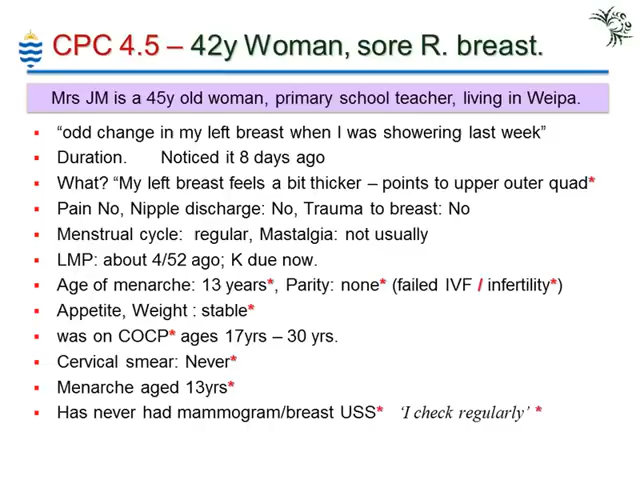 CPC 4.5 – 42y Woman, sore R. breast.
Mrs JM is a 45y old woman, primary school teacher, living in Weipa.
▪ “odd change in my left breast when I was showering last week”
▪ Duration. Noticed it 8 days ago
▪ What? “My left breast feels a bit thicker – points to upper outer quad*
▪ Pain No, Nipple discharge: No, Trauma to breast: No
▪ Menstrual cycle: regular, Mastalgia: not usually
▪ LMP: about 4/52 ago; K due now.
▪ Age of menarche: 13 years*, Parity: none* (failed IVF / infertility*)
▪ Appetite, Weight : stable*
▪ was on COCP* ages 17yrs – 30 yrs.
▪ Cervical smear: Never*
▪ Menarche aged 13yrs*
▪ Has never had mammogram/breast USS* ‘I check regularly’ *